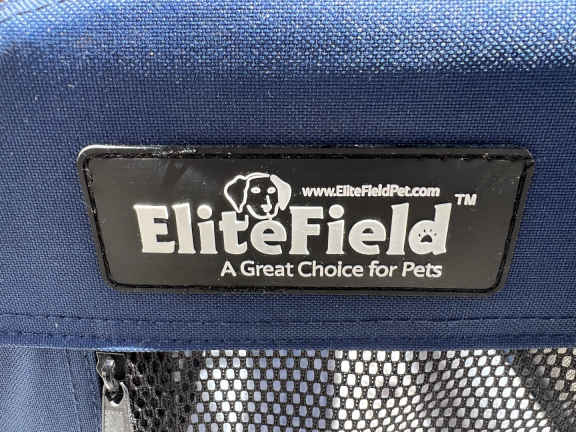 www.EliteFieldPet.com
EliteField™
A Great Choice for Pets